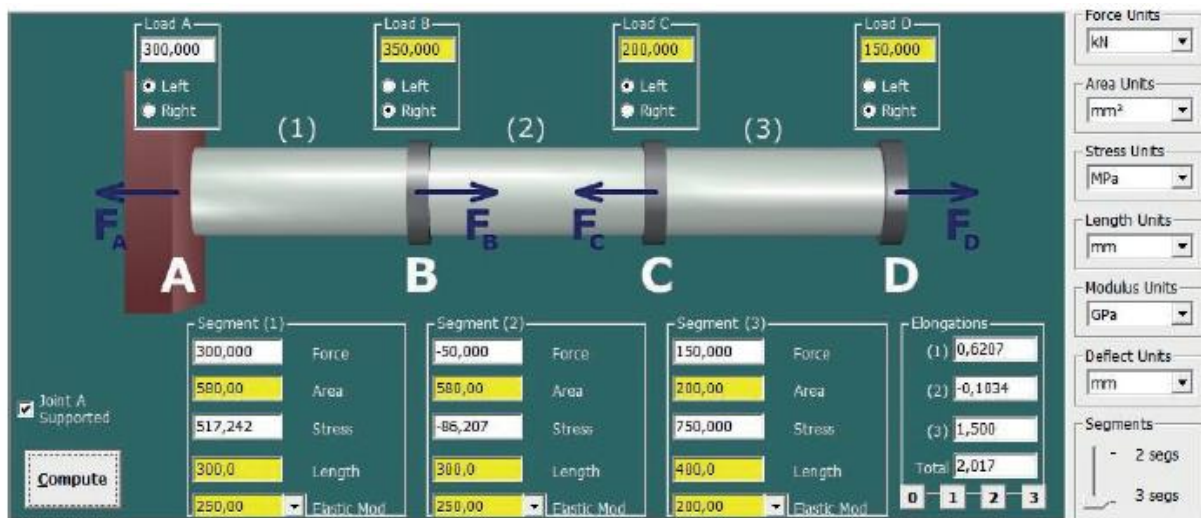 Load A
300,000
Left
Right
Load B
350,000
Left
Right
Load C
200,000
Left
Right
Load D
150,000
Left
Right
(1)
(2)
(3)
F_A
F_B
F_C
F_D
A
B
C
D
Joint A
Supported
Compute
Segment (1)
300,000 Force
580,00 Area
517,242 Stress
300,0 Length
250,00 Elastic Mod
Segment (2)
-50,000 Force
580,00 Area
-86,207 Stress
300,0 Length
250,00 Elastic Mod
Segment (3)
150,000 Force
200,00 Area
750,000 Stress
400,0 Length
200,00 Elastic Mod
Elongations
(1) 0,6207
(2) -0,1034
(3) 1,500
Total 2,017
0 1 2 3
Force Units
kN
Area Units
mm²
Stress Units
MPa
Length Units
mm
Modulus Units
GPa
Deflect Units
mm
Segments
2 segs
3 segs